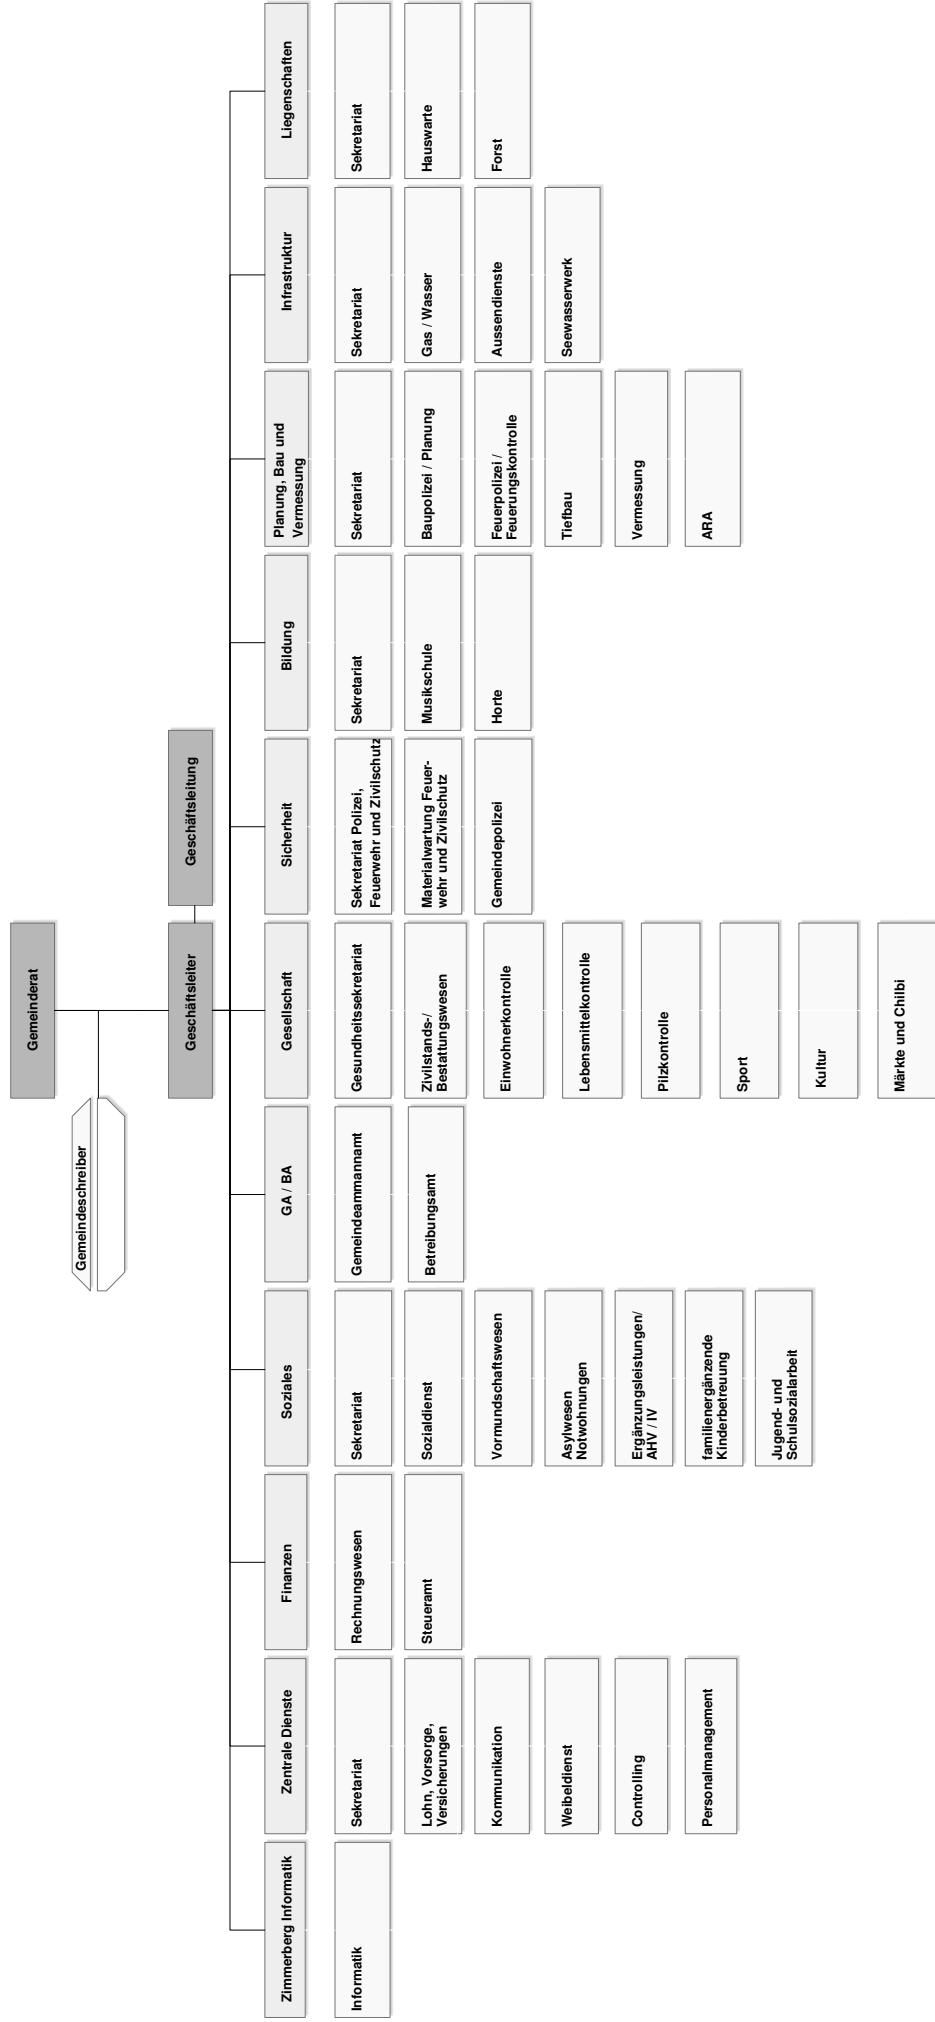 Gemeinderat
Gemeindeschreiber
Geschäftsleiter
Geschäftsleitung
Zimmerberg Informatik
Informatik
Zentrale Dienste
Sekretariat
Lohn, Vorsorge,
Versicherungen
Kommunikation
Weibeldienst
Controlling
Personalmanagement
Finanzen
Rechnungswesen
Steueramt
Soziales
Sekretariat
Sozialdienst
Vormundschaftswesen
Asylwesen
Notwohnungen
Ergänzungsleistungen/
AHV / IV
familienergänzende
Kinderbetreuung
Jugend- und
Schulsozialarbeit
GA / BA
Gemeindeammannamt
Betreibungsamt
Gesellschaft
Gesundheitssekretariat
Zivilstands-/
Bestattungswesen
Einwohnerkontrolle
Lebensmittelkontrolle
Pilzkontrolle
Sport
Kultur
Märkte und Chilbi
Sicherheit
Sekretariat Polizei,
Feuerwehr und Zivilschutz
Materialwartung Feuer-
wehr und Zivilschutz
Gemeindepolizei
Bildung
Sekretariat
Musikschule
Horte
Planung, Bau und
Vermessung
Sekretariat
Baupolizei / Planung
Feuerpolizei /
Feuerungskontrolle
Tiefbau
Vermessung
ARA
Infrastruktur
Sekretariat
Gas / Wasser
Aussendienste
Seewasserwerk
Liegenschaften
Sekretariat
Hauswarte
Forst